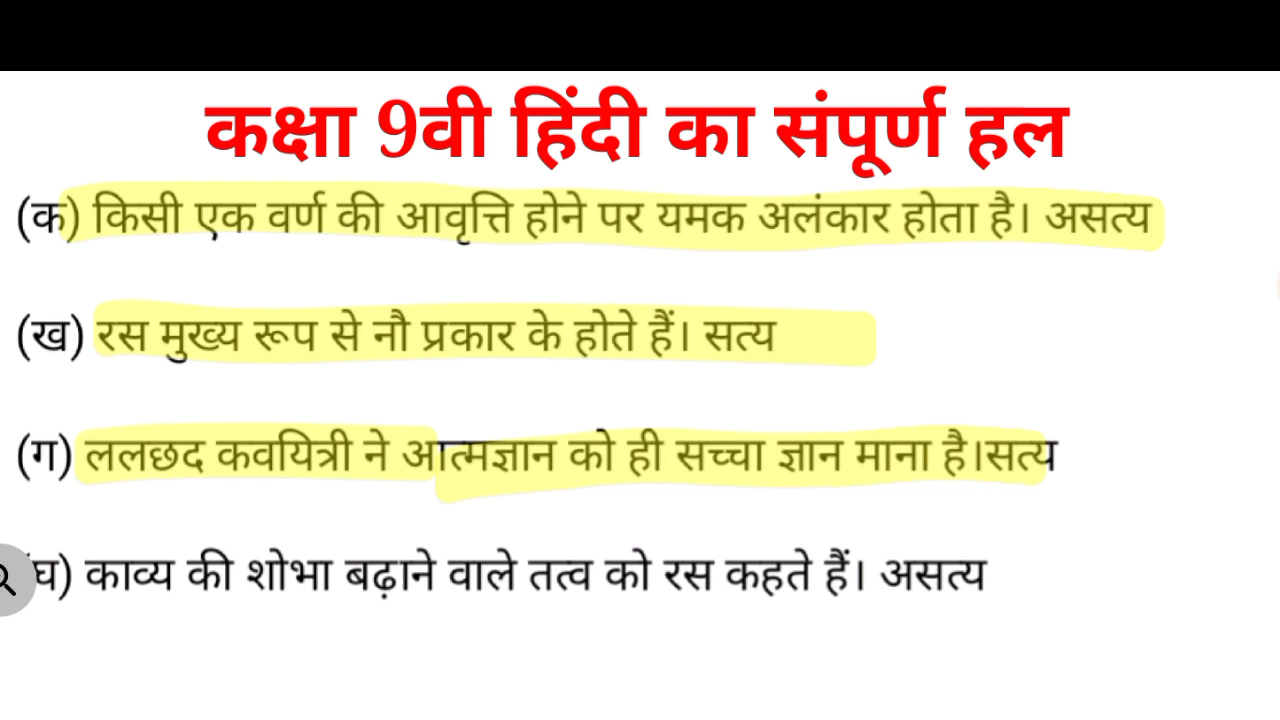 कक्षा 9वी हिंदी का संपूर्ण हल
(क) किसी एक वर्ण की आवृत्ति होने पर यमक अलंकार होता है। असत्य
(ख) रस मुख्य रूप से नौ प्रकार के होते हैं। सत्य
(ग) ललछद कवयित्री ने आत्मज्ञान को ही सच्चा ज्ञान माना है।सत्य
घ) काव्य की शोभा बढ़ाने वाले तत्व को रस कहते हैं। असत्य